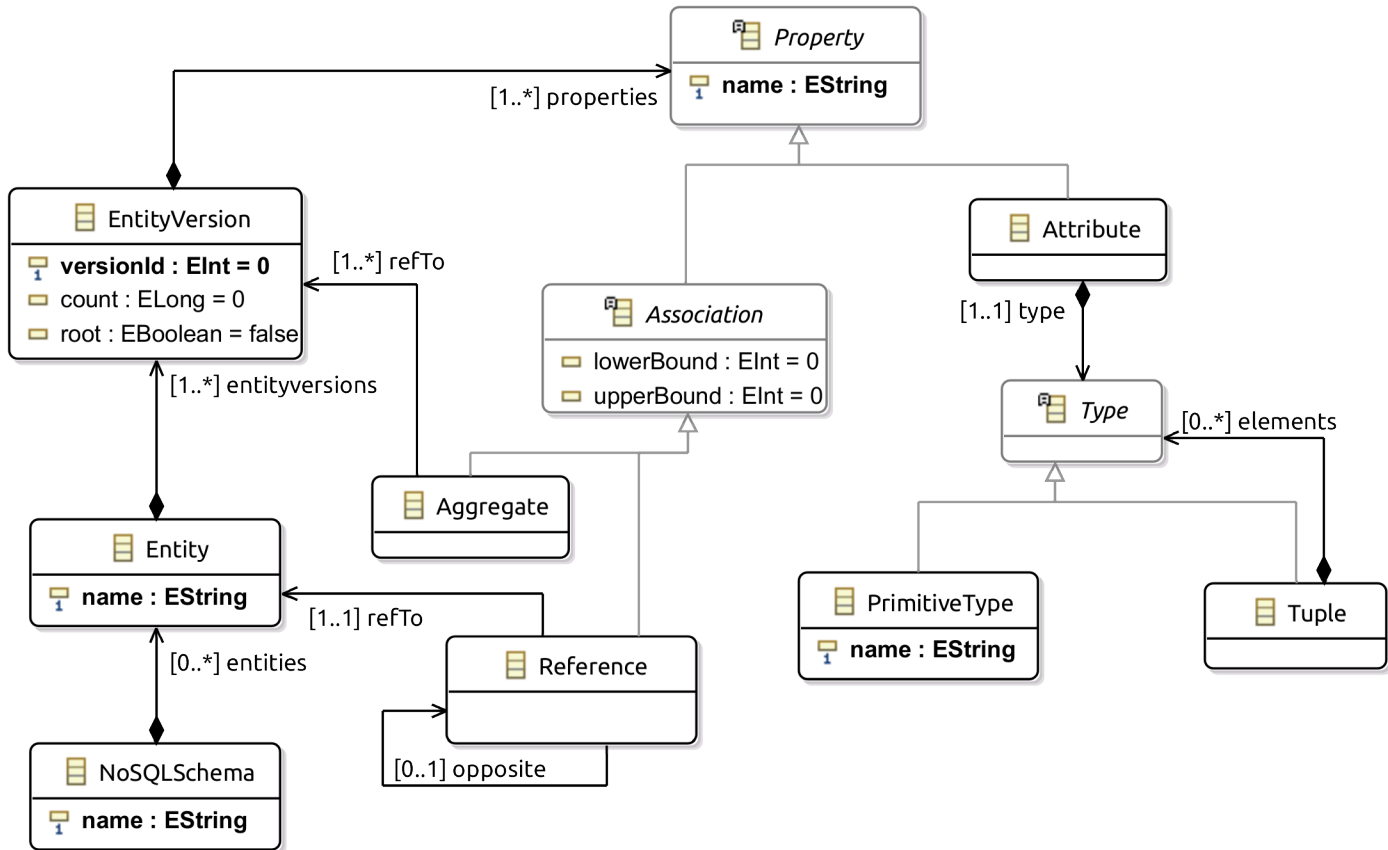 Property
name : EString
[1..*] properties
EntityVersion
versionId : EInt = 0
count : ELong = 0
root : EBoolean = false
[1..*] refTo
Attribute
[1..1] type
Association
lowerBound : EInt = 0
upperBound : EInt = 0
[1..*] entityversions
Type
[0..*] elements
Aggregate
Entity
name : EString
[1..1] refTo
PrimitiveType
name : EString
Tuple
[0..*] entities
Reference
[0..1] opposite
NoSQLSchema
name : EString